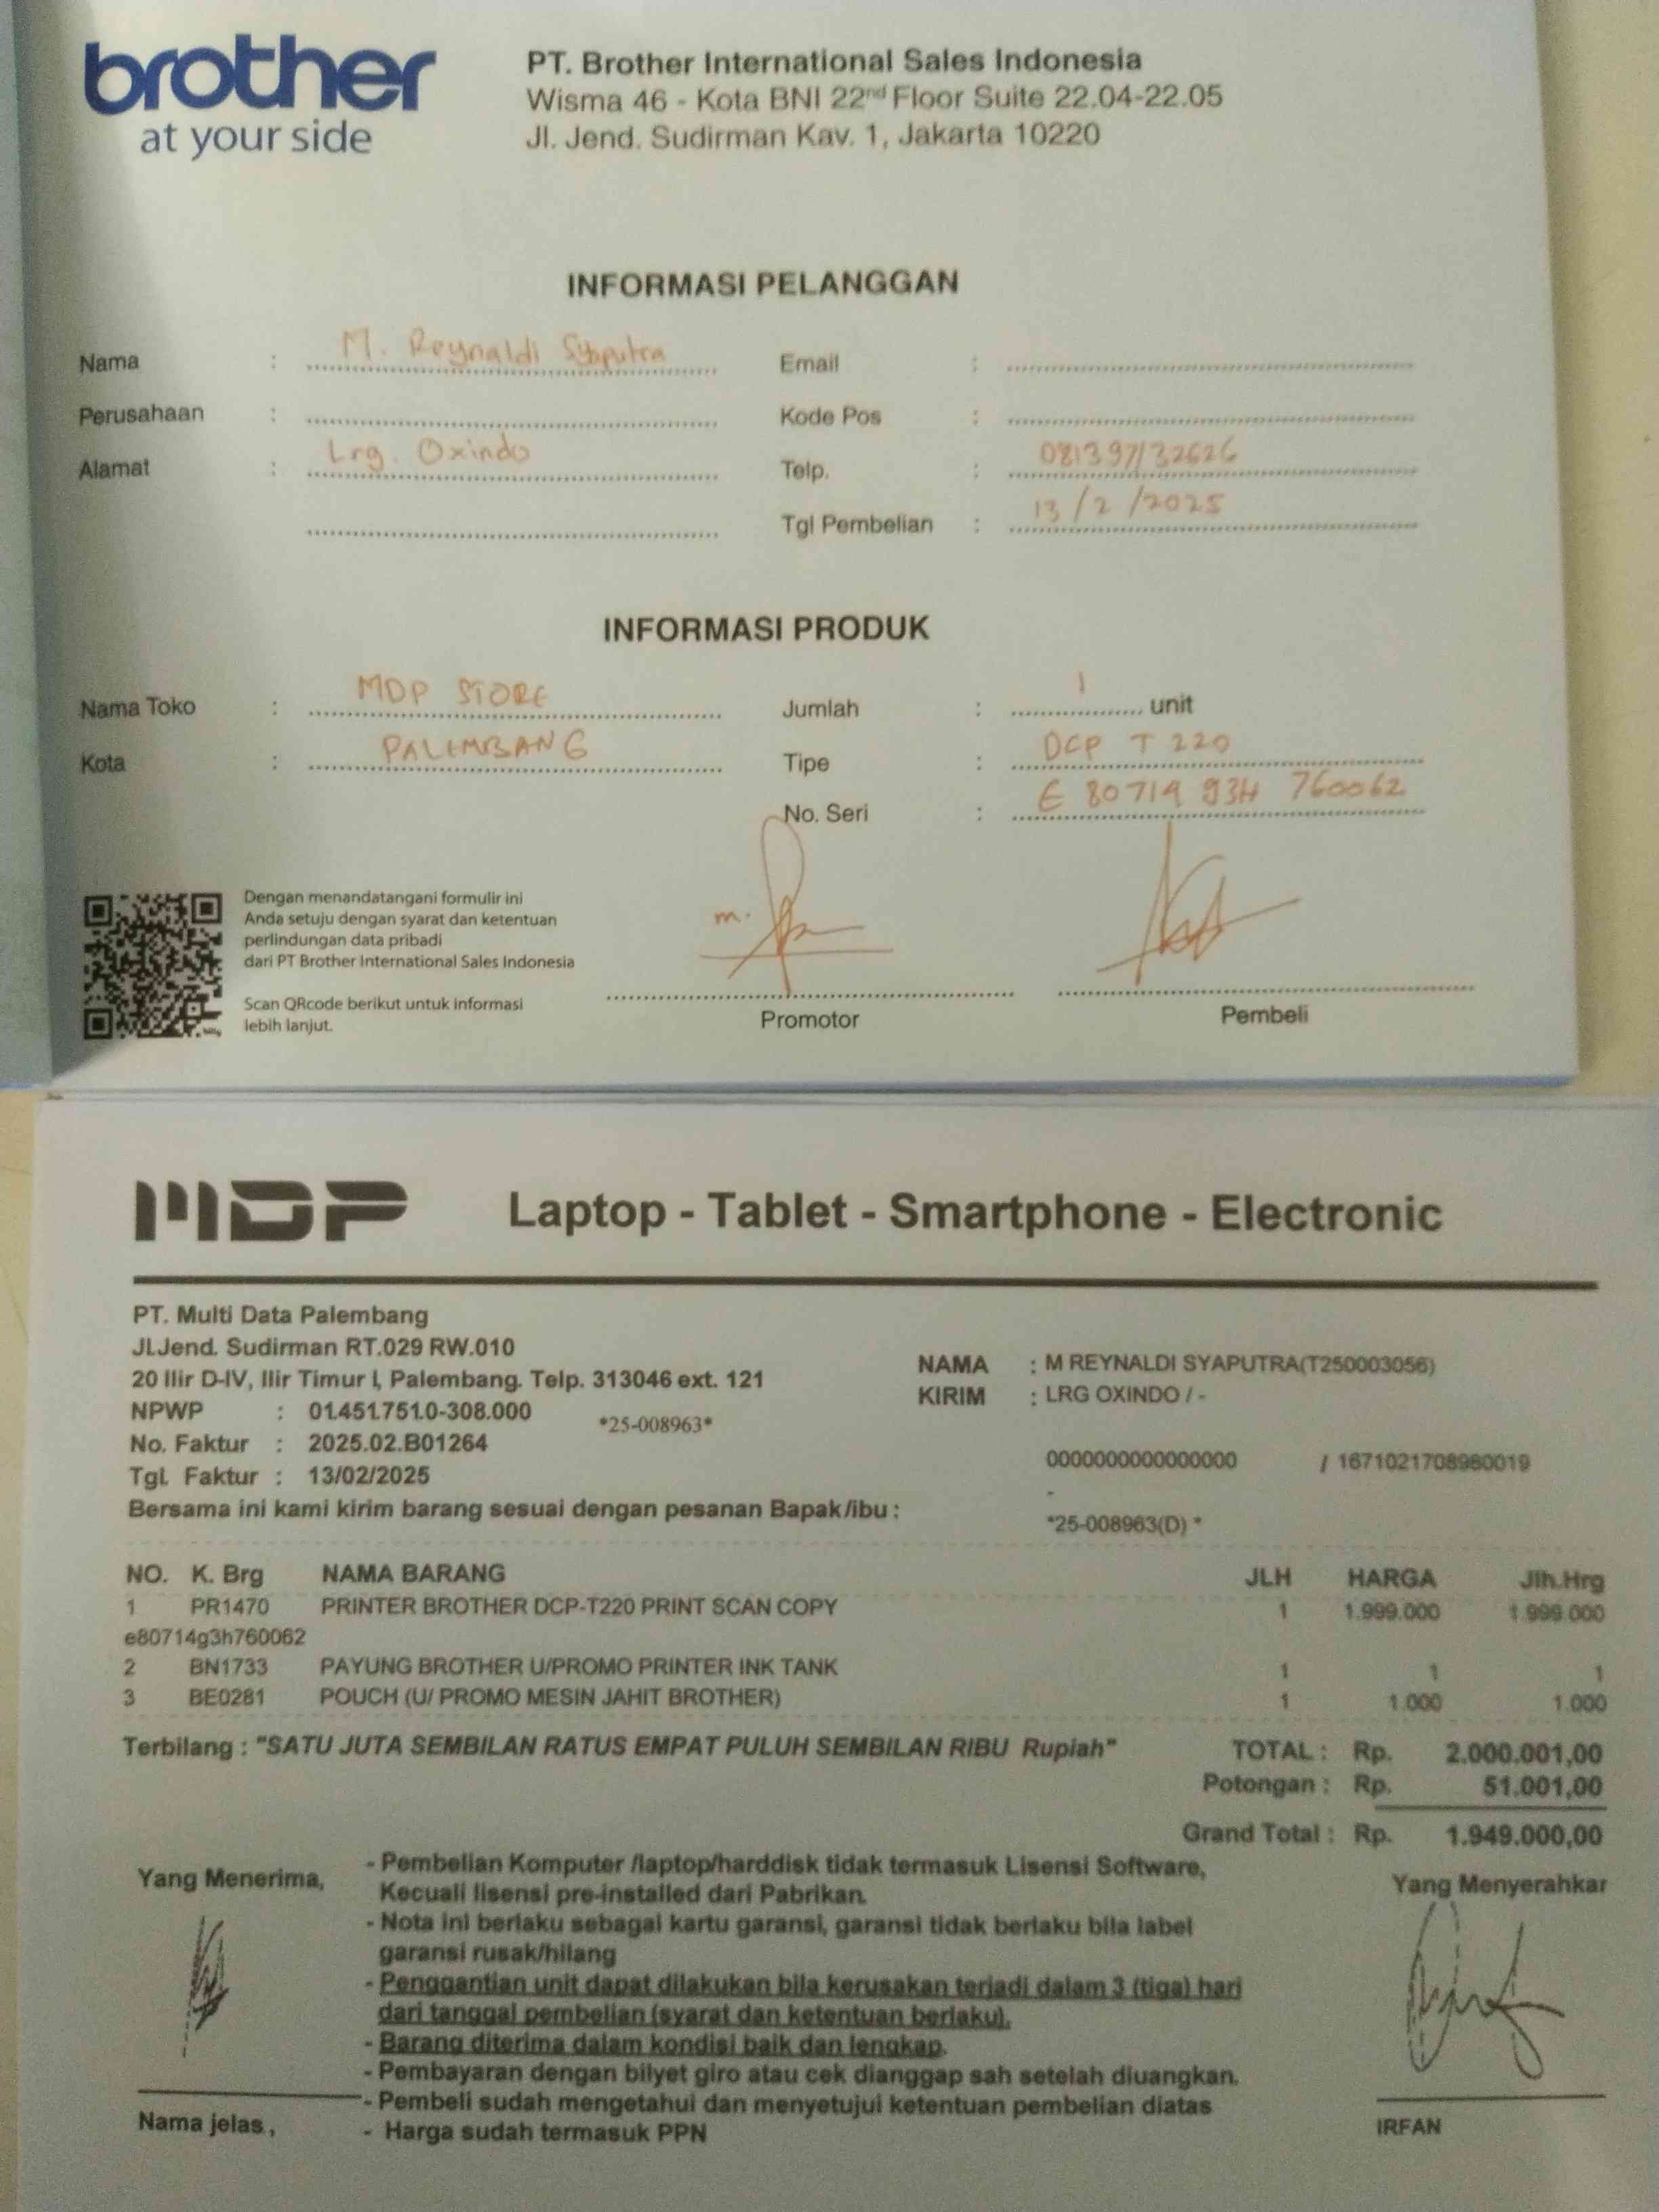 brother
at your side
PT. Brother International Sales Indonesia
Wisma 46 - Kota BNI 22nd Floor Suite 22.04-22.05
Jl. Jend. Sudirman Kav. 1, Jakarta 10220
INFORMASI PELANGGAN
Nama : M. Reynaldi Syaputra
Email :
Perusahaan :
Kode Pos :
Alamat : Lrg. Oxindo
Telp. : 081397132626
Tgl Pembelian : 13/2/2025
INFORMASI PRODUK
Nama Toko : MDP STORE
Jumlah : 1 unit
Kota : PALEMBANG
Tipe : DCP T 220
No. Seri : E 80714 93H 760062
Dengan menandatangani formulir ini
Anda setuju dengan syarat dan ketentuan
perlindungan data pribadi
dari PT Brother International Sales Indonesia
Scan QRcode berikut untuk informasi
lebih lanjut.
Promotor
Pembeli
MDP
Laptop - Tablet - Smartphone - Electronic
PT. Multi Data Palembang
Jl.Jend. Sudirman RT.029 RW.010
20 Ilir D-IV, Ilir Timur I, Palembang. Telp. 313046 ext. 121
NPWP : 01.451.751.0-308.000
*25-008963*
No. Faktur : 2025.02.B01264
Tgl. Faktur : 13/02/2025
Bersama ini kami kirim barang sesuai dengan pesanan Bapak/ibu :
NAMA : M REYNALDI SYAPUTRA(T250003056)
KIRIM : LRG OXINDO / -
0000000000000000 / 1671021708980019
-
*25-008963(D) *
NO. K. Brg NAMA BARANG JLH HARGA Jlh.Hrg
1 PR1470 PRINTER BROTHER DCP-T220 PRINT SCAN COPY 1 1.999.000 1.999.000
e80714g3h760062
2 BN1733 PAYUNG BROTHER U/PROMO PRINTER INK TANK 1 1 1
3 BE0281 POUCH (U/ PROMO MESIN JAHIT BROTHER) 1 1.000 1.000
Terbilang : "SATU JUTA SEMBILAN RATUS EMPAT PULUH SEMBILAN RIBU Rupiah"
TOTAL : Rp. 2.000.001,00
Potongan : Rp. 51.001,00
Grand Total : Rp. 1.949.000,00
Yang Menerima,
- Pembelian Komputer /laptop/harddisk tidak termasuk Lisensi Software,
Kecuali lisensi pre-installed dari Pabrikan.
- Nota ini berlaku sebagai kartu garansi, garansi tidak berlaku bila label
garansi rusak/hilang
- Penggantian unit dapat dilakukan bila kerusakan terjadi dalam 3 (tiga) hari
dari tanggal pembelian (syarat dan ketentuan berlaku).
- Barang diterima dalam kondisi baik dan lengkap.
- Pembayaran dengan bilyet giro atau cek dianggap sah setelah diuangkan.
- Pembeli sudah mengetahui dan menyetujui ketentuan pembelian diatas
- Harga sudah termasuk PPN
Nama jelas ,
Yang Menyerahkar
IRFAN